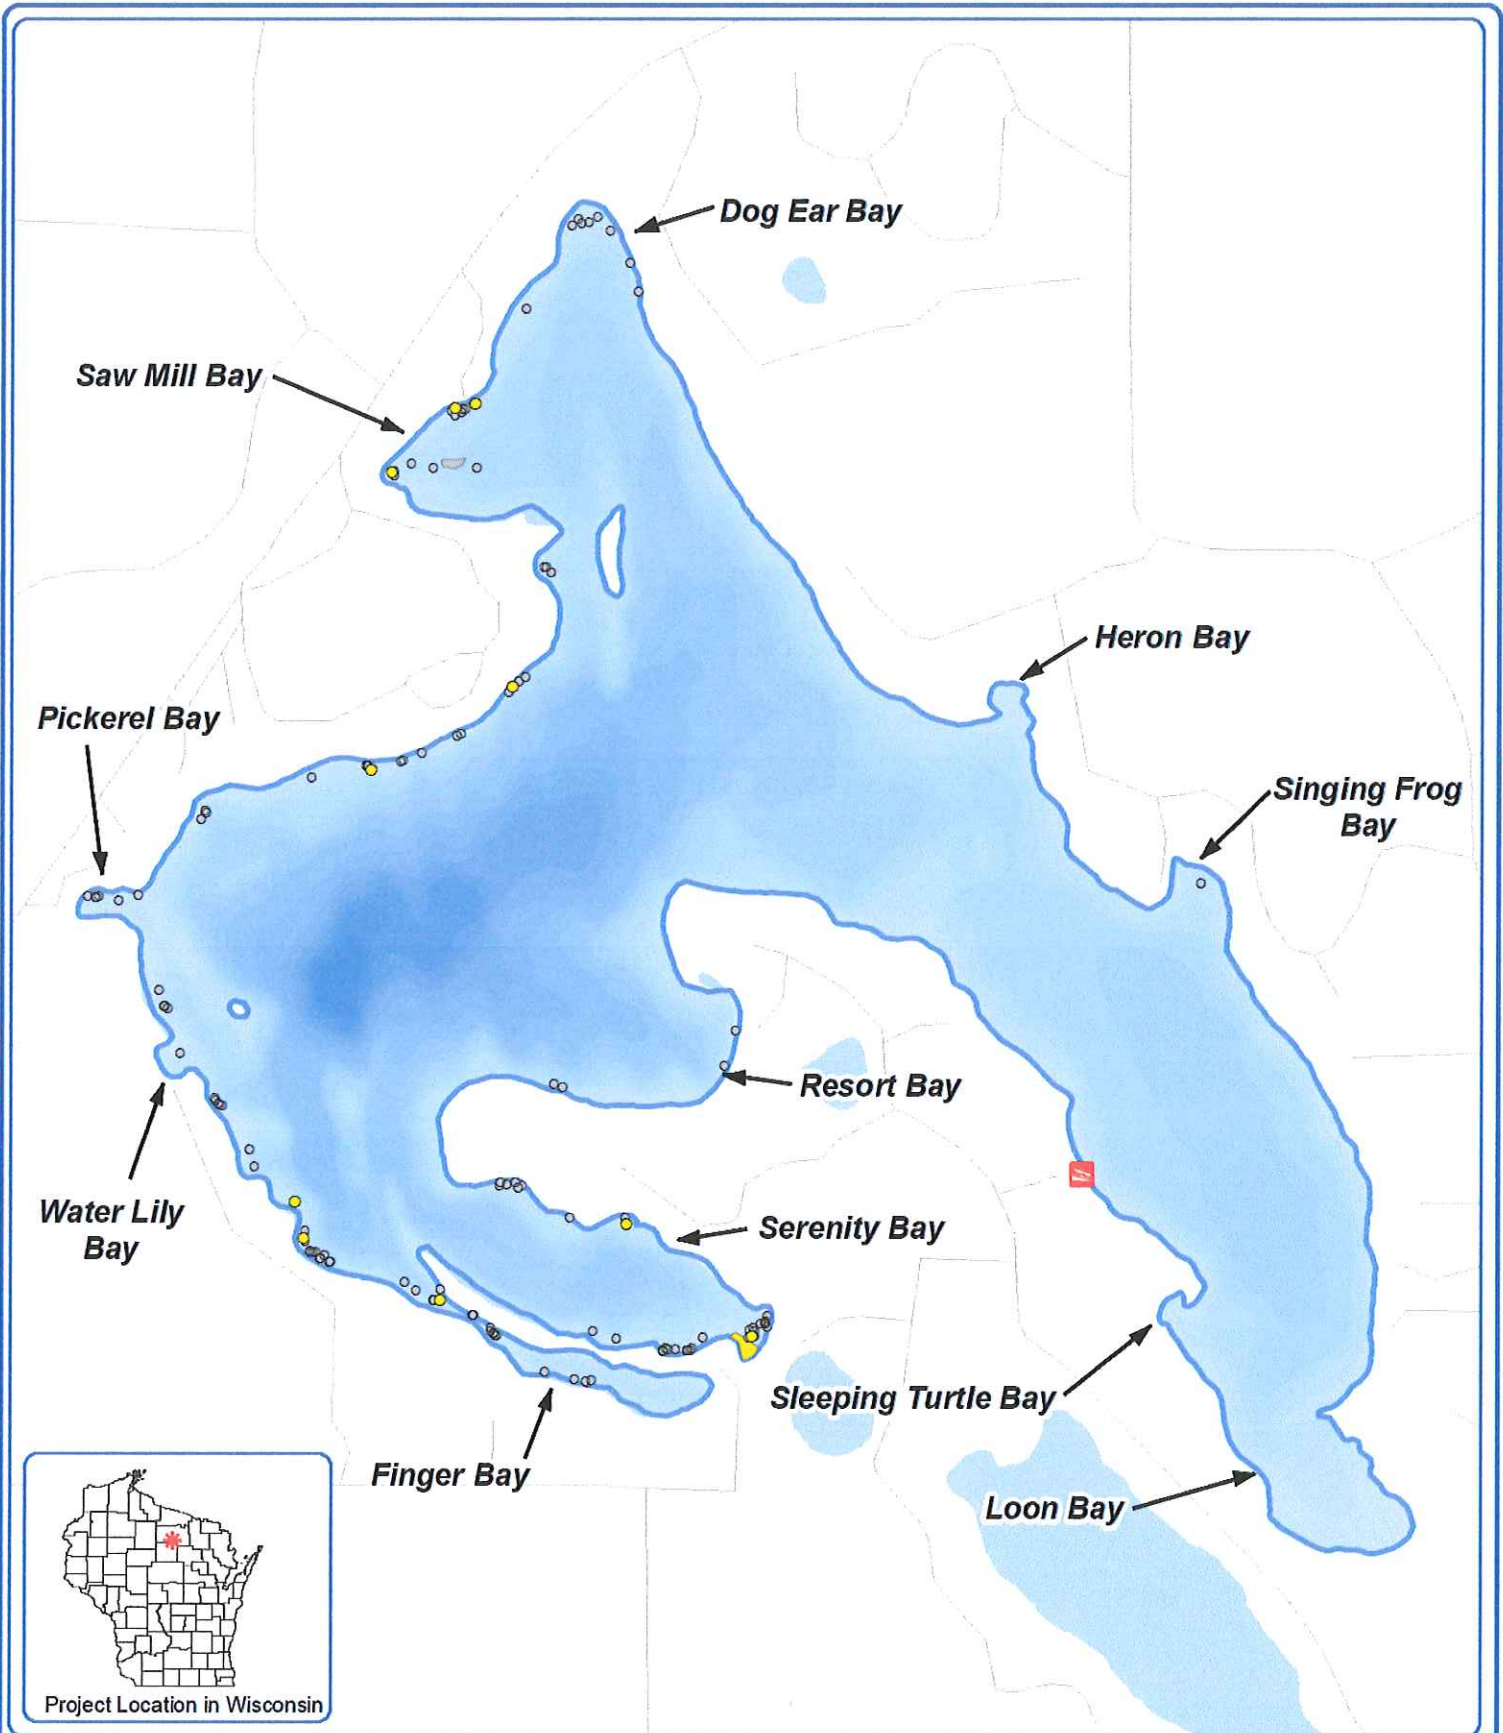 Dog Ear Bay
Saw Mill Bay
Heron Bay
Pickerel Bay
Singing Frog
Bay
Resort Bay
Water Lily
Bay
Serenity Bay
Sleeping Turtle Bay
Finger Bay
Loon Bay
Project Location in Wisconsin